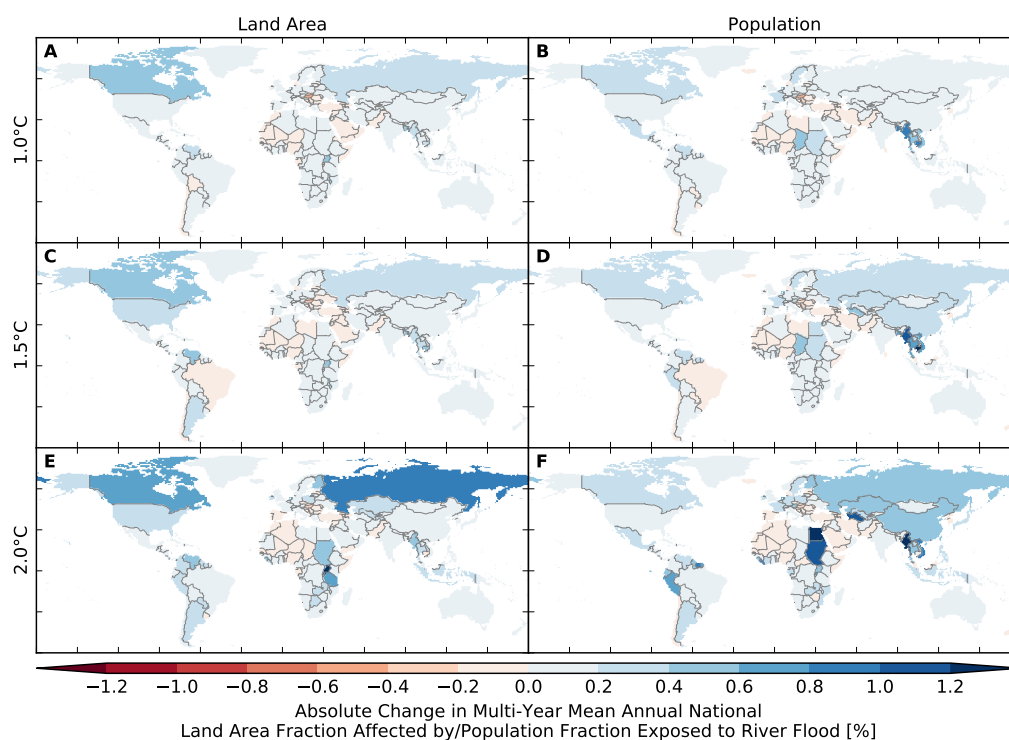 Land Area
Population
A
B
1.0°C
C
D
1.5°C
E
F
2.0°C
−1.2 −1.0 −0.8 −0.6 −0.4 −0.2 0.0 0.2 0.4 0.6 0.8 1.0 1.2
Absolute Change in Multi-Year Mean Annual National
Land Area Fraction Affected by/Population Fraction Exposed to River Flood [%]